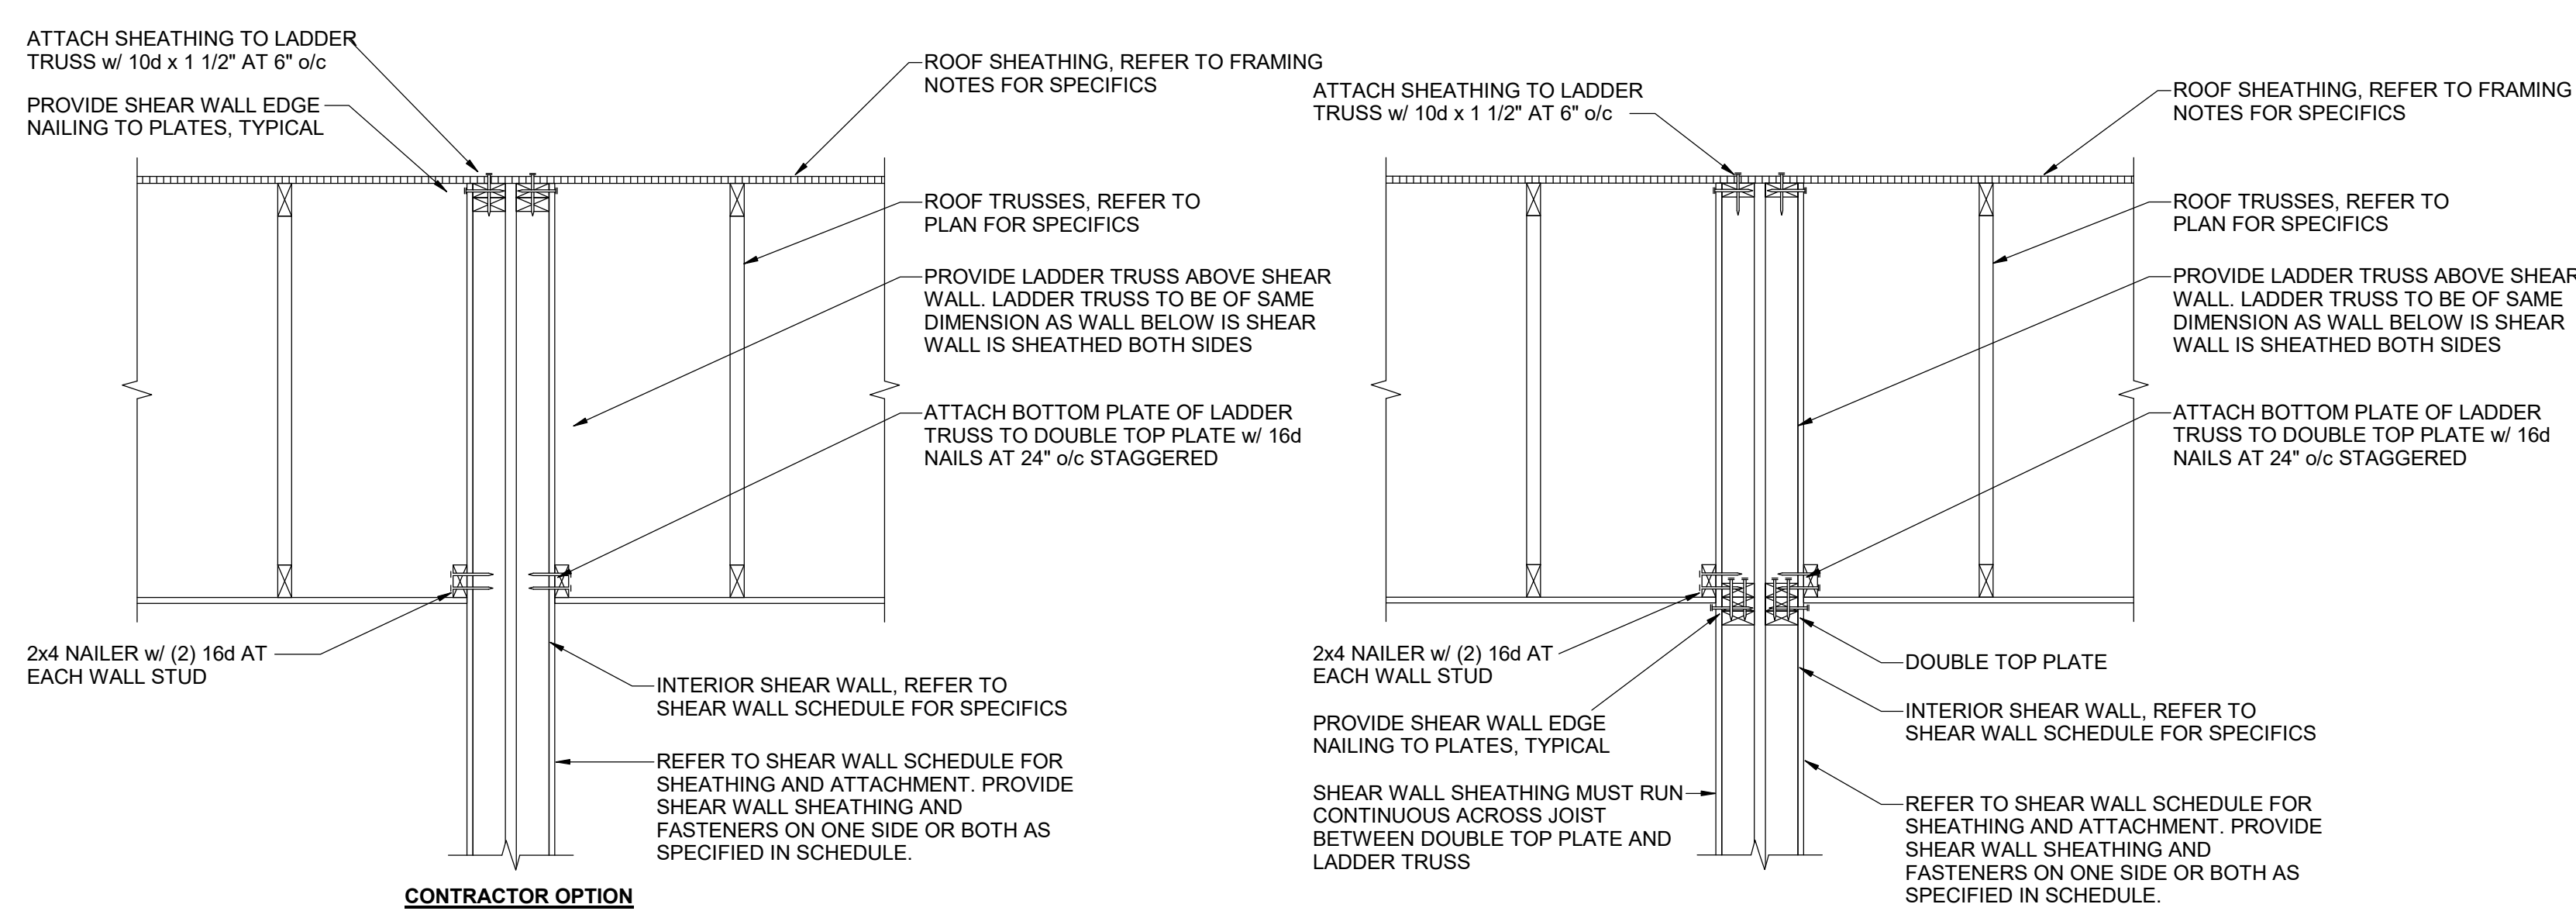 ATTACH SHEATHING TO LADDER
TRUSS w/ 10d x 1 1/2" AT 6" o/c
PROVIDE SHEAR WALL EDGE
NAILING TO PLATES, TYPICAL
ROOF SHEATHING, REFER TO FRAMING
NOTES FOR SPECIFICS
ROOF TRUSSES, REFER TO
PLAN FOR SPECIFICS
PROVIDE LADDER TRUSS ABOVE SHEAR
WALL. LADDER TRUSS TO BE OF SAME
DIMENSION AS WALL BELOW IS SHEAR
WALL IS SHEATHED BOTH SIDES
ATTACH BOTTOM PLATE OF LADDER
TRUSS TO DOUBLE TOP PLATE w/ 16d
NAILS AT 24" o/c STAGGERED
2x4 NAILER w/ (2) 16d AT
EACH WALL STUD
INTERIOR SHEAR WALL, REFER TO
SHEAR WALL SCHEDULE FOR SPECIFICS
REFER TO SHEAR WALL SCHEDULE FOR
SHEATHING AND ATTACHMENT. PROVIDE
SHEAR WALL SHEATHING AND
FASTENERS ON ONE SIDE OR BOTH AS
SPECIFIED IN SCHEDULE.
CONTRACTOR OPTION
ATTACH SHEATHING TO LADDER
TRUSS w/ 10d x 1 1/2" AT 6" o/c
ROOF SHEATHING, REFER TO FRAMING
NOTES FOR SPECIFICS
ROOF TRUSSES, REFER TO
PLAN FOR SPECIFICS
PROVIDE LADDER TRUSS ABOVE SHEAR
WALL. LADDER TRUSS TO BE OF SAME
DIMENSION AS WALL BELOW IS SHEAR
WALL IS SHEATHED BOTH SIDES
ATTACH BOTTOM PLATE OF LADDER
TRUSS TO DOUBLE TOP PLATE w/ 16d
NAILS AT 24" o/c STAGGERED
2x4 NAILER w/ (2) 16d AT
EACH WALL STUD
PROVIDE SHEAR WALL EDGE
NAILING TO PLATES, TYPICAL
SHEAR WALL SHEATHING MUST RUN
CONTINUOUS ACROSS JOIST
BETWEEN DOUBLE TOP PLATE AND
LADDER TRUSS
DOUBLE TOP PLATE
INTERIOR SHEAR WALL, REFER TO
SHEAR WALL SCHEDULE FOR SPECIFICS
REFER TO SHEAR WALL SCHEDULE FOR
SHEATHING AND ATTACHMENT. PROVIDE
SHEAR WALL SHEATHING AND
FASTENERS ON ONE SIDE OR BOTH AS
SPECIFIED IN SCHEDULE.